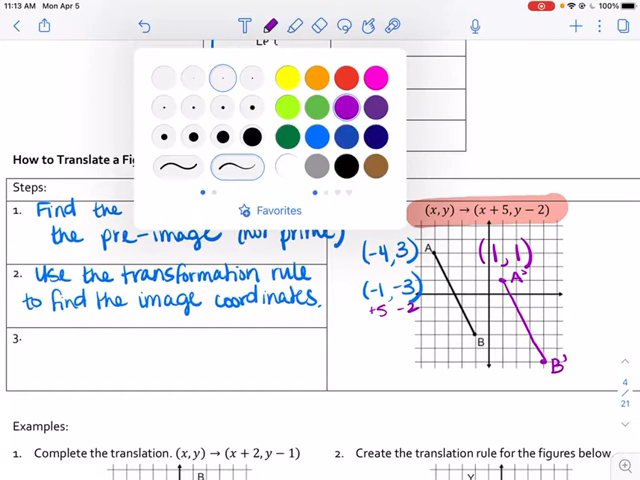 11:13 AM Mon Apr 5
100%
How to Translate a Fig
Steps:
1. Find the
the pre-image (not prime)
2. Use the transformation rule
to find the image coordinates.
3.
Favorites
(x, y) → (x + 5, y − 2)
(-4, 3)
A
(1, 1)
A'
(-1, -3)
+5 -2
B
B'
4
21
Examples:
1. Complete the translation. (x, y) → (x + 2, y − 1)
2. Create the translation rule for the figures below.
B
Y